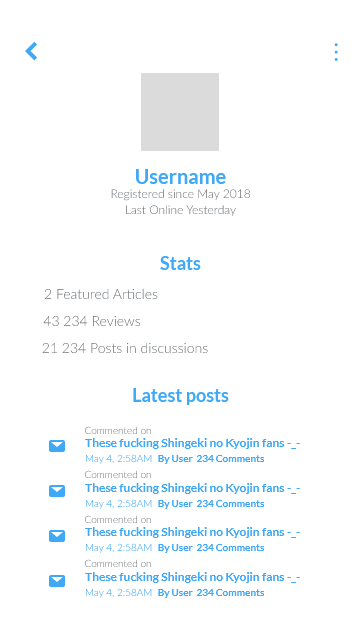 Username
Registered since May 2018
Last Online Yesterday
Stats
2 Featured Articles
43 234 Reviews
21 234 Posts in discussions
Latest posts
Commented on
These fucking Shingeki no Kyojin fans -_-
May 4, 2:58AM By User 234 Comments
Commented on
These fucking Shingeki no Kyojin fans -_-
May 4, 2:58AM By User 234 Comments
Commented on
These fucking Shingeki no Kyojin fans -_-
May 4, 2:58AM By User 234 Comments
Commented on
These fucking Shingeki no Kyojin fans -_-
May 4, 2:58AM By User 234 Comments